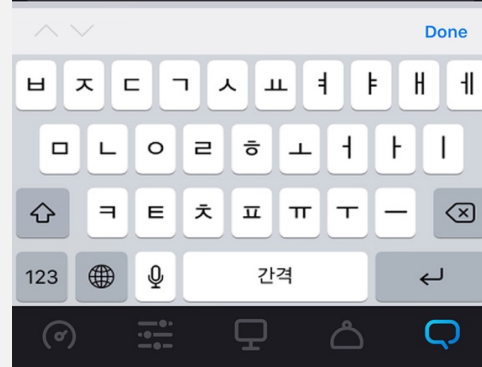 Done
ㅂ ㅈ ㄷ ㄱ ㅅ ㅛ ㅕ ㅑ ㅐ ㅔ
ㅁ ㄴ ㅇ ㄹ ㅎ ㅗ ㅓ ㅏ ㅣ
ㅋ ㅌ ㅊ ㅍ ㅠ ㅜ ㅡ
123 간격